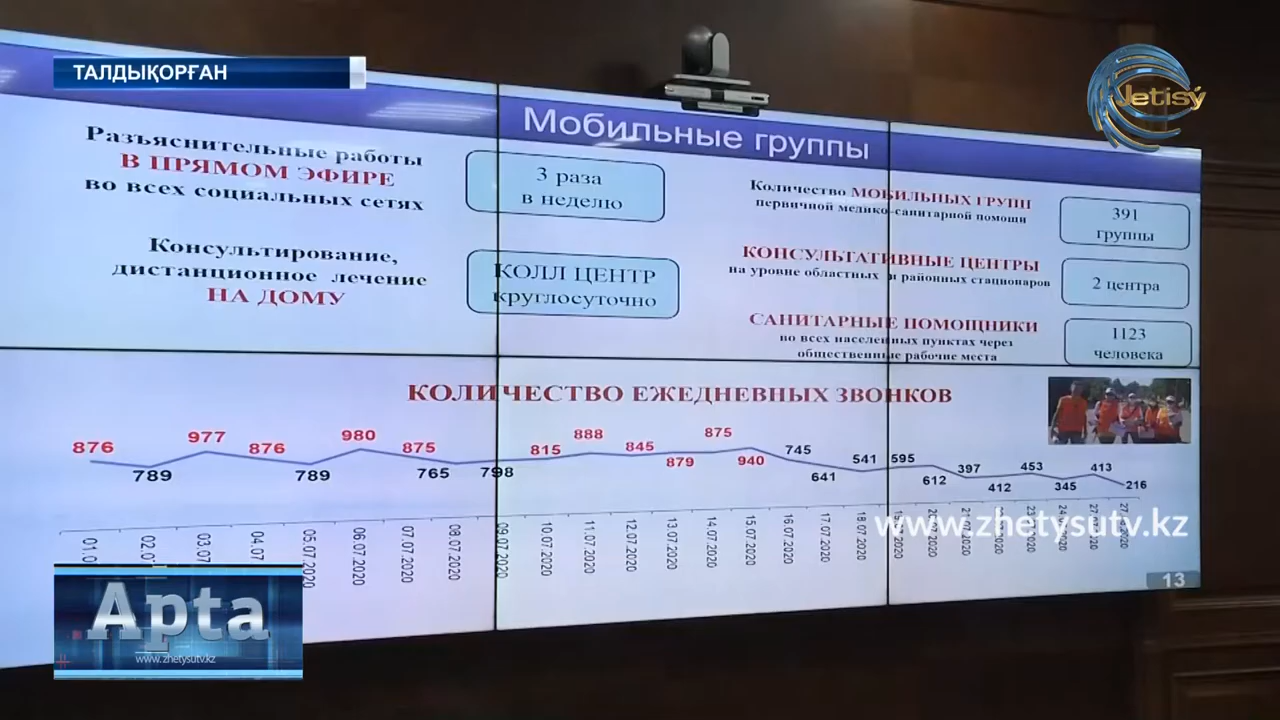 ТАЛДЫҚОРҒАН
Jetisý
Мобильные группы
Разъяснительные работы
В ПРЯМОМ ЭФИРЕ
во всех социальных сетях
3 раза
в неделю
Консультирование,
дистанционное лечение
НА ДОМУ
КОЛЛ ЦЕНТР
круглосуточно
Количество МОБИЛЬНЫХ ГРУПП
первичной медико-санитарной помощи
391
группы
КОНСУЛЬТАТИВНЫЕ ЦЕНТРЫ
на уровне областных и районных стационаров
2 центра
САНИТАРНЫЕ ПОМОЩНИКИ
во всех населенных пунктах через
общественные рабочие места
1123
человека
КОЛИЧЕСТВО ЕЖЕДНЕВНЫХ ЗВОНКОВ
876 789 977 876 789 980 875 765 798 815 888 845 879 875 940 745 641 541 595 612 397 412 453 345 413 216
01.0
02.0
03.07
04.07
05.07.2020
06.07.2020
07.07.2020
08.07.2020
09.07.2020
10.07.2020
11.07.2020
12.07.2020
13.07.2020
14.07.2020
15.07.2020
16.07.2020
17.07.2020
18.07.2020
www.zhetysutv.kz
13
Apta
www.zhetysutv.kz